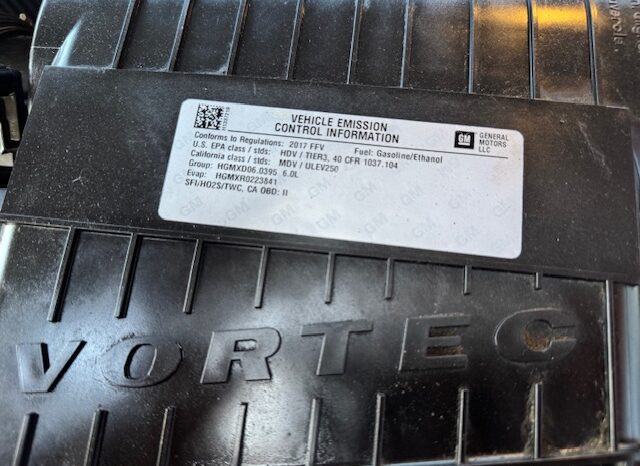 VEHICLE EMISSION
CONTROL INFORMATION
GM
GENERAL
MOTORS
LLC
Conforms to Regulations: 2017 FFV Fuel: Gasoline/Ethanol
U.S. EPA class / stds: HDV / TIER3, 40 CFR 1037.104
California class / stds: MDV / ULEV250
Group: HGMXD06.0395 6.0L
Evap: HGMXR0223841
SFI/HO2S/TWC, CA OBD: II
VORTEC